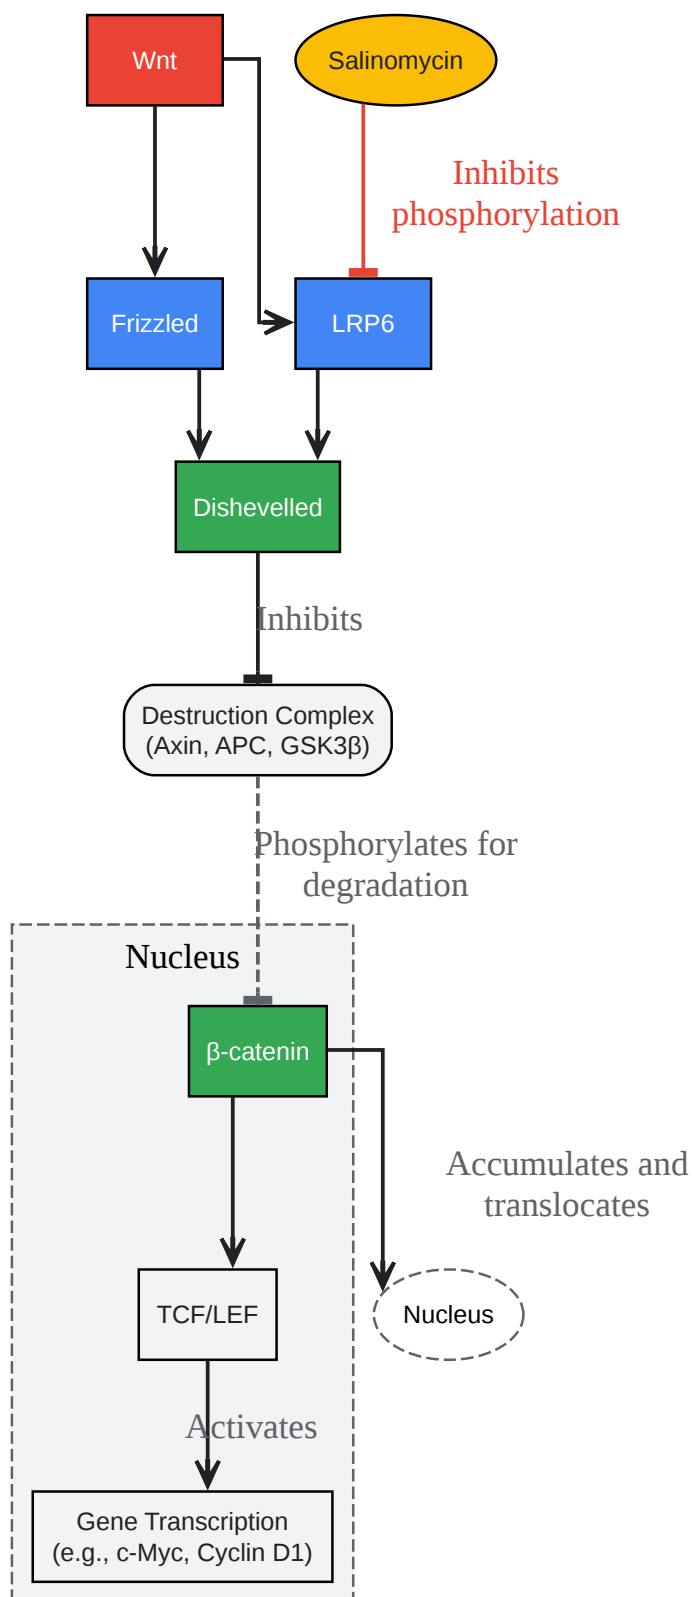 Wnt
Salinomycin
Inhibits
phosphorylation
Frizzled
LRP6
Dishevelled
Inhibits
Destruction Complex
(Axin, APC, GSK3β)
Phosphorylates for
degradation
Nucleus
β-catenin
Accumulates and
translocates
TCF/LEF
Nucleus
Activates
Gene Transcription
(e.g., c-Myc, Cyclin D1)